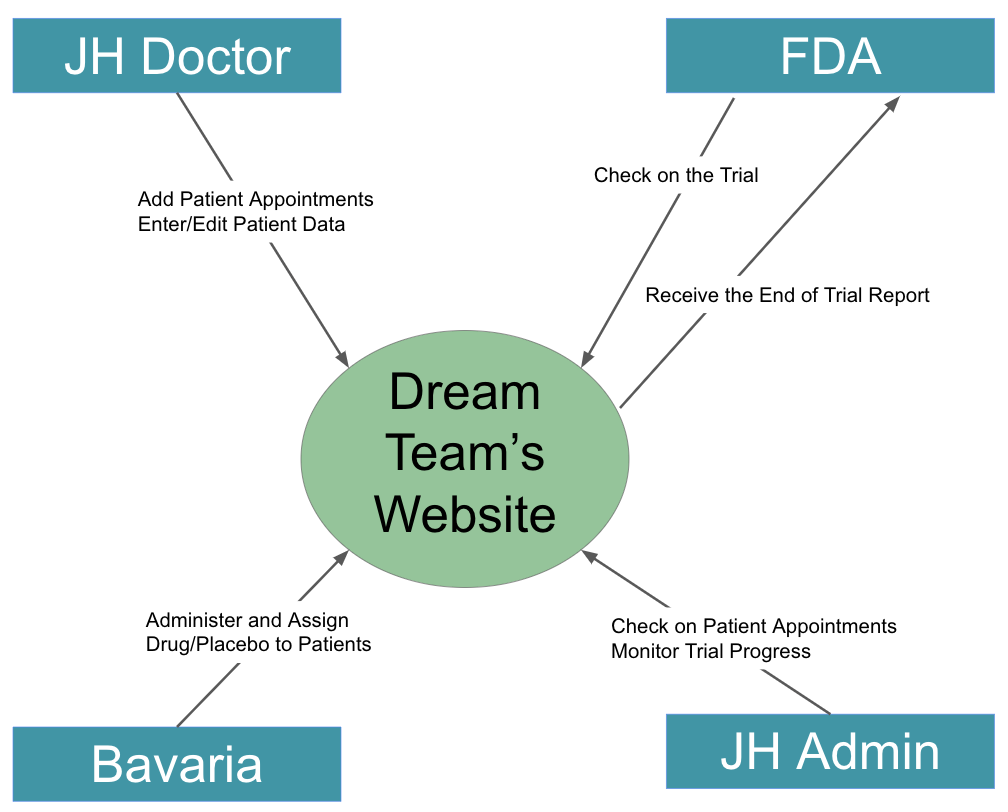 JH Doctor
FDA
Check on the Trial
Add Patient Appointments
Enter/Edit Patient Data
Receive the End of Trial Report
Dream
Team’s
Website
Administer and Assign
Drug/Placebo to Patients
Check on Patient Appointments
Monitor Trial Progress
Bavaria
JH Admin